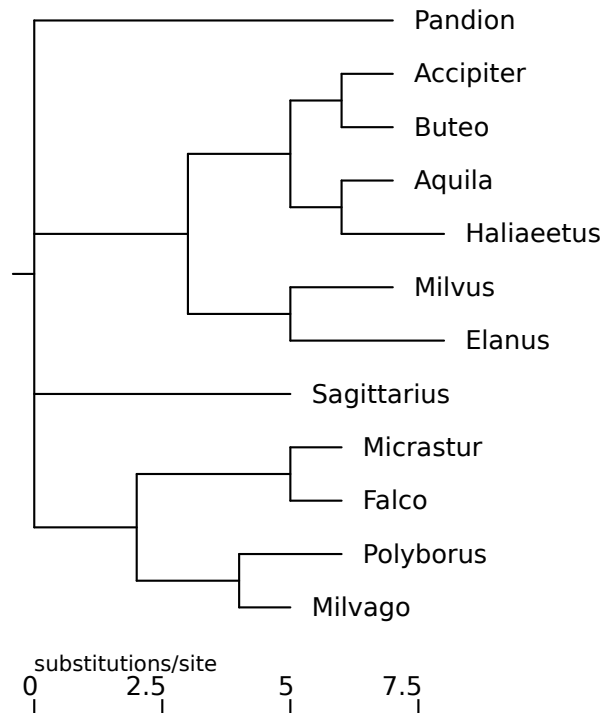 Pandion
Accipiter
Buteo
Aquila
Haliaeetus
Milvus
Elanus
Sagittarius
Micrastur
Falco
Polyborus
Milvago
substitutions/site
0 2.5 5 7.5